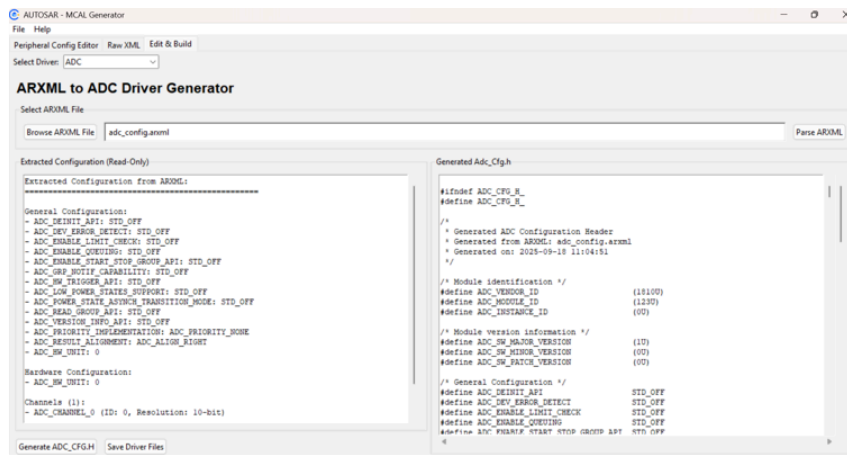 AUTOSAR - MCAL Generator
File Help
Peripheral Config Editor Raw XML Edit & Build
Select Driver: ADC
ARXML to ADC Driver Generator
Select ARXML File
Browse ARXML File adc_config.arxml Parse ARXML
Extracted Configuration (Read-Only)
Extracted Configuration from ARXML:
==================================================
General Configuration:
- ADC_DEINIT_API: STD_OFF
- ADC_DEV_ERROR_DETECT: STD_OFF
- ADC_ENABLE_LIMIT_CHECK: STD_OFF
- ADC_ENABLE_QUEUING: STD_OFF
- ADC_ENABLE_START_STOP_GROUP_API: STD_OFF
- ADC_GRP_NOTIF_CAPABILITY: STD_OFF
- ADC_HW_TRIGGER_API: STD_OFF
- ADC_LOW_POWER_STATES_SUPPORT: STD_OFF
- ADC_POWER_STATE_ASYNCH_TRANSITION_MODE: STD_OFF
- ADC_READ_GROUP_API: STD_OFF
- ADC_VERSION_INFO_API: STD_OFF
- ADC_PRIORITY_IMPLEMENTATION: ADC_PRIORITY_NONE
- ADC_RESULT_ALIGNMENT: ADC_ALIGN_RIGHT
- ADC_HW_UNIT: 0
Hardware Configuration:
- ADC_HW_UNIT: 0
Channels (1):
- ADC_CHANNEL_0 (ID: 0, Resolution: 10-bit)
Generate ADC_CFG.H Save Driver Files
Generated Adc_Cfg.h
#ifndef ADC_CFG_H_
#define ADC_CFG_H_
/*
* Generated ADC Configuration Header
* Generated from ARXML: adc_config.arxml
* Generated on: 2025-09-18 11:04:51
*/
/* Module identification */
#define ADC_VENDOR_ID (1810U)
#define ADC_MODULE_ID (123U)
#define ADC_INSTANCE_ID (0U)
/* Module version information */
#define ADC_SW_MAJOR_VERSION (1U)
#define ADC_SW_MINOR_VERSION (0U)
#define ADC_SW_PATCH_VERSION (0U)
/* General Configuration */
#define ADC_DEINIT_API STD_OFF
#define ADC_DEV_ERROR_DETECT STD_OFF
#define ADC_ENABLE_LIMIT_CHECK STD_OFF
#define ADC_ENABLE_QUEUING STD_OFF
#define ADC_ENABLE_START_STOP_GROUP_API STD_OFF